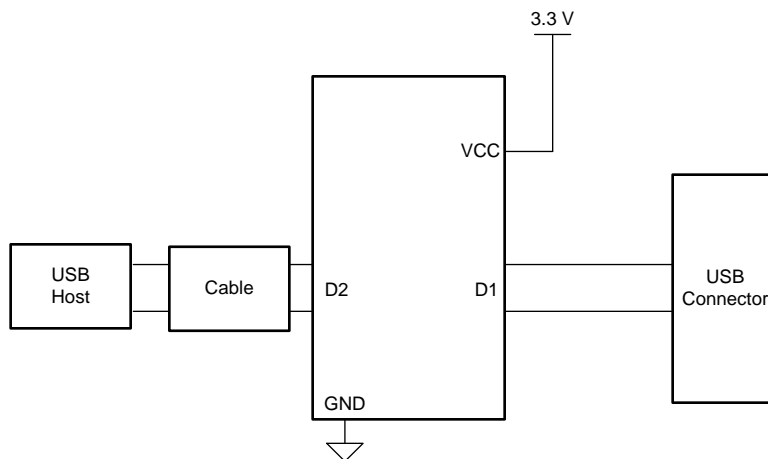 3.3 V
VCC
USB
Host
Cable
D2
D1
USB
Connector
GND